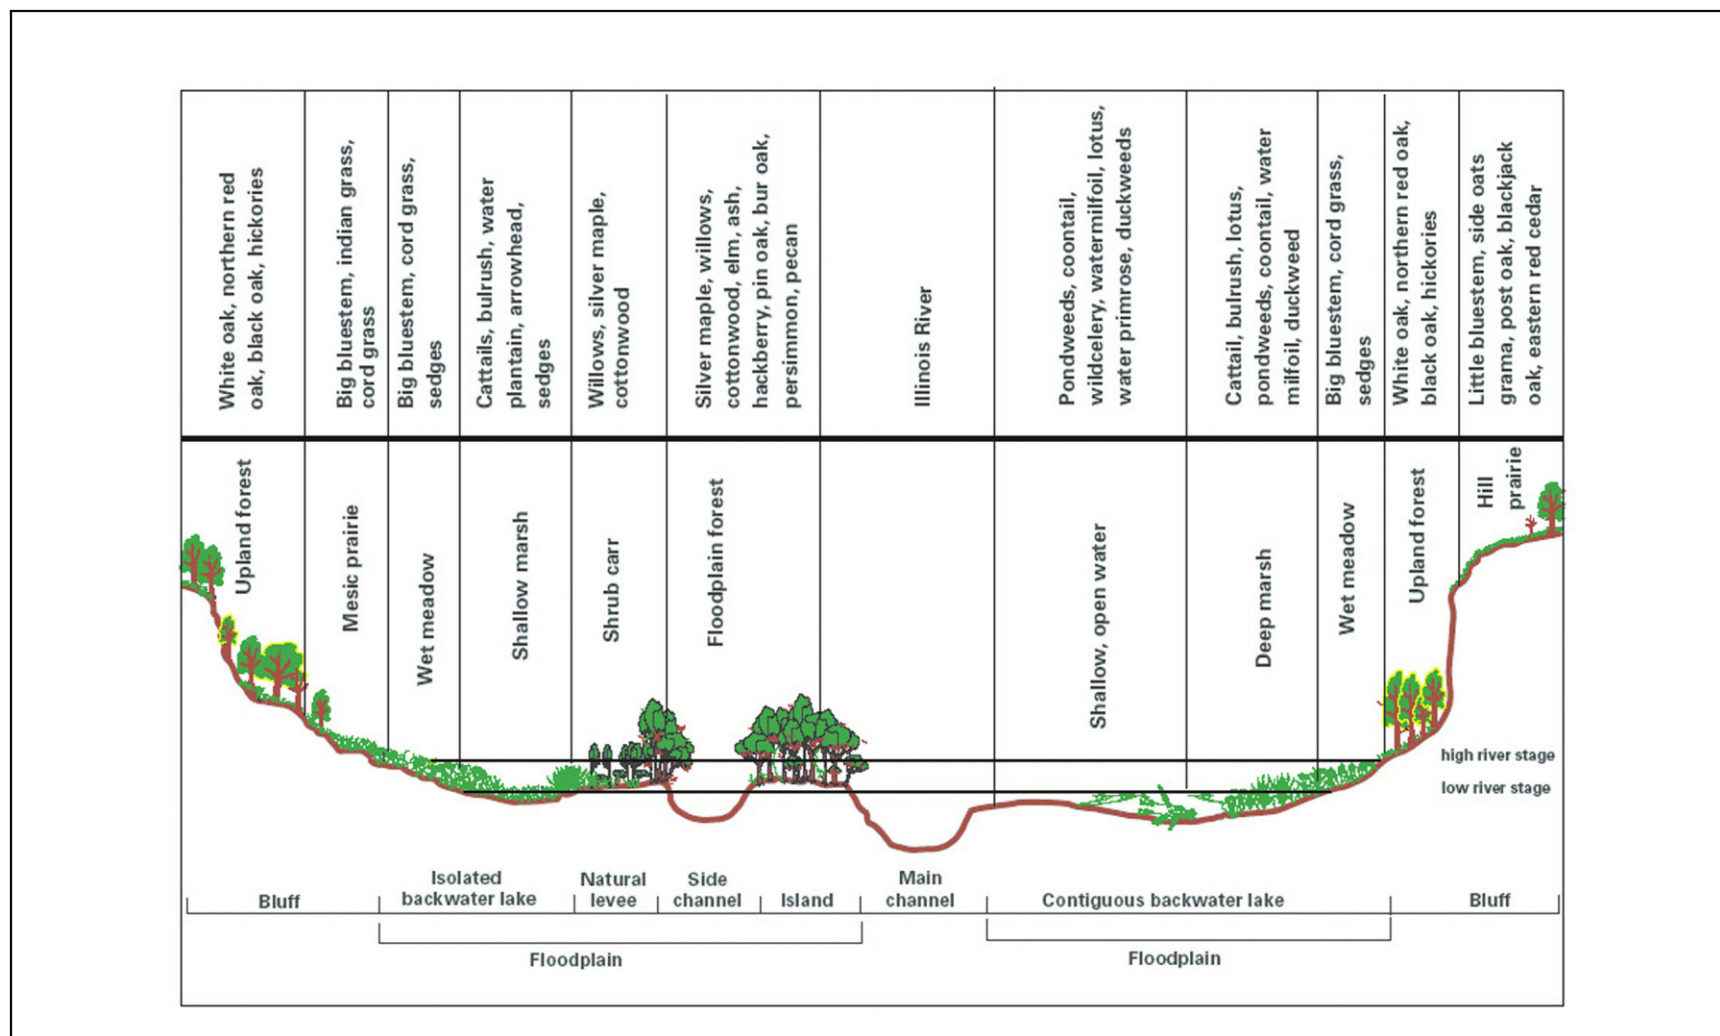 White oak, northern red
oak, black oak, hickories
Big bluestem, indian grass,
cord grass
Big bluestem, cord grass,
sedges
Cattails, bulrush, water
plantain, arrowhead,
sedges
Willows, silver maple,
cottonwood
Silver maple, willows,
cottonwood, elm, ash,
hackberry, pin oak, bur oak,
persimmon, pecan
Illinois River
Pondweeds, coontail,
wildcelery, watermilfoil, lotus,
water primrose, duckweeds
Cattail, bulrush, lotus,
pondweeds, coontail, water
milfoil, duckweed
Big bluestem, cord grass,
sedges
White oak, northern red oak,
black oak, hickories
Little bluestem, side oats
grama, post oak, blackjack
oak, eastern red cedar
Upland forest
Mesic prairie
Wet meadow
Shallow marsh
Shrub carr
Floodplain forest
Shallow, open water
Deep marsh
Wet meadow
Upland forest
Hill
prairie
high river stage
low river stage
Bluff
Isolated
backwater lake
Natural
levee
Side
channel
Island
Main
channel
Contiguous backwater lake
Bluff
Floodplain
Floodplain